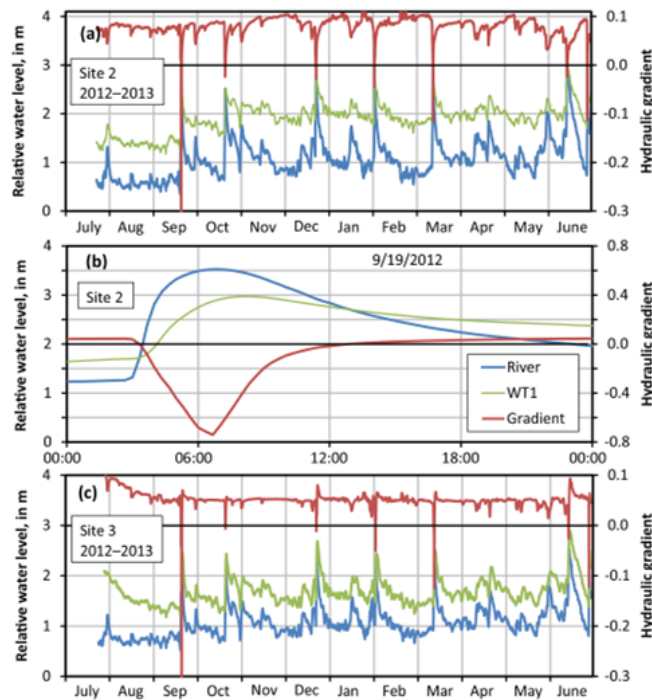 (a)
Site 2
2012–2013
Relative water level, in m
4
3
2
1
0
Hydraulic gradient
0.1
0.0
-0.1
-0.2
-0.3
July Aug Sep Oct Nov Dec Jan Feb Mar Apr May June
(b)
9/19/2012
Site 2
Relative water level, in m
4
3
2
1
0
Hydraulic gradient
0.8
0.4
0.0
-0.4
-0.8
River
WT1
Gradient
00:00 06:00 12:00 18:00 00:00
(c)
Site 3
2012–2013
Relative water level, in m
4
3
2
1
0
Hydraulic gradient
0.1
0.0
-0.1
-0.2
-0.3
July Aug Sep Oct Nov Dec Jan Feb Mar Apr May June